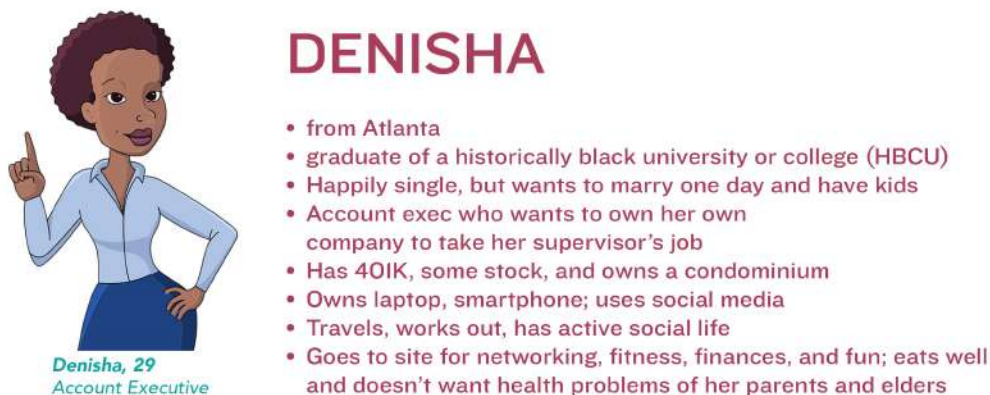 DENISHA
• from Atlanta
• graduate of a historically black university or college (HBCU)
• Happily single, but wants to marry one day and have kids
• Account exec who wants to own her own
company to take her supervisor's job
• Has 4OIK, some stock, and owns a condominium
• Owns laptop, smartphone; uses social media
• Travels, works out, has active social life
• Goes to site for networking, fitness, finances, and fun; eats well
and doesn't want health problems of her parents and elders
Denisha, 29
Account Executive